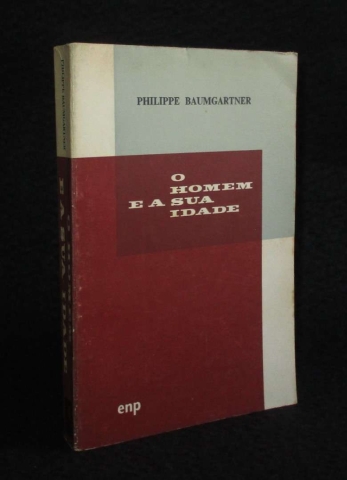 PHILIPPE BAUMGARTNER
O
HOMEM
E A SUA
IDADE
enp